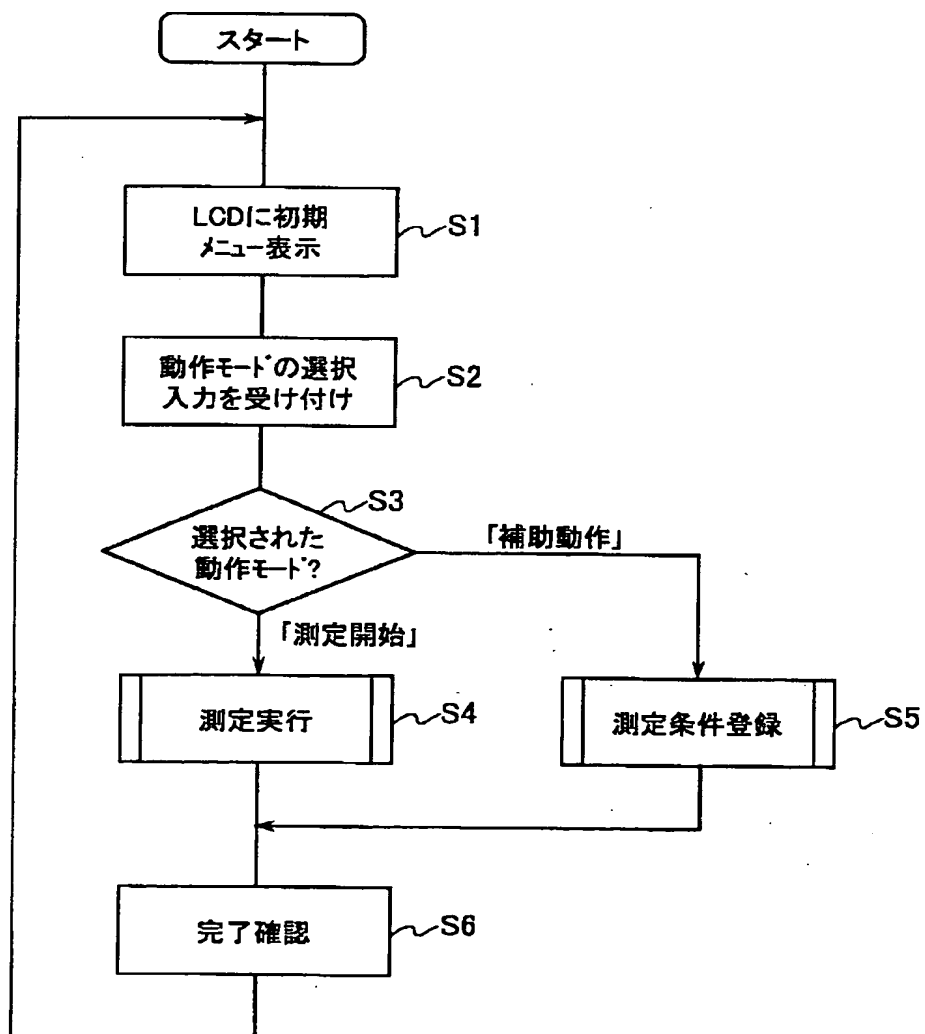 スタート
LCDに初期
メニュー表示
S1
動作モードの選択
入力を受け付け
S2
S3
選択された
動作モード?
「補助動作」
「測定開始」
測定実行
S4
測定条件登録
S5
完了確認
S6